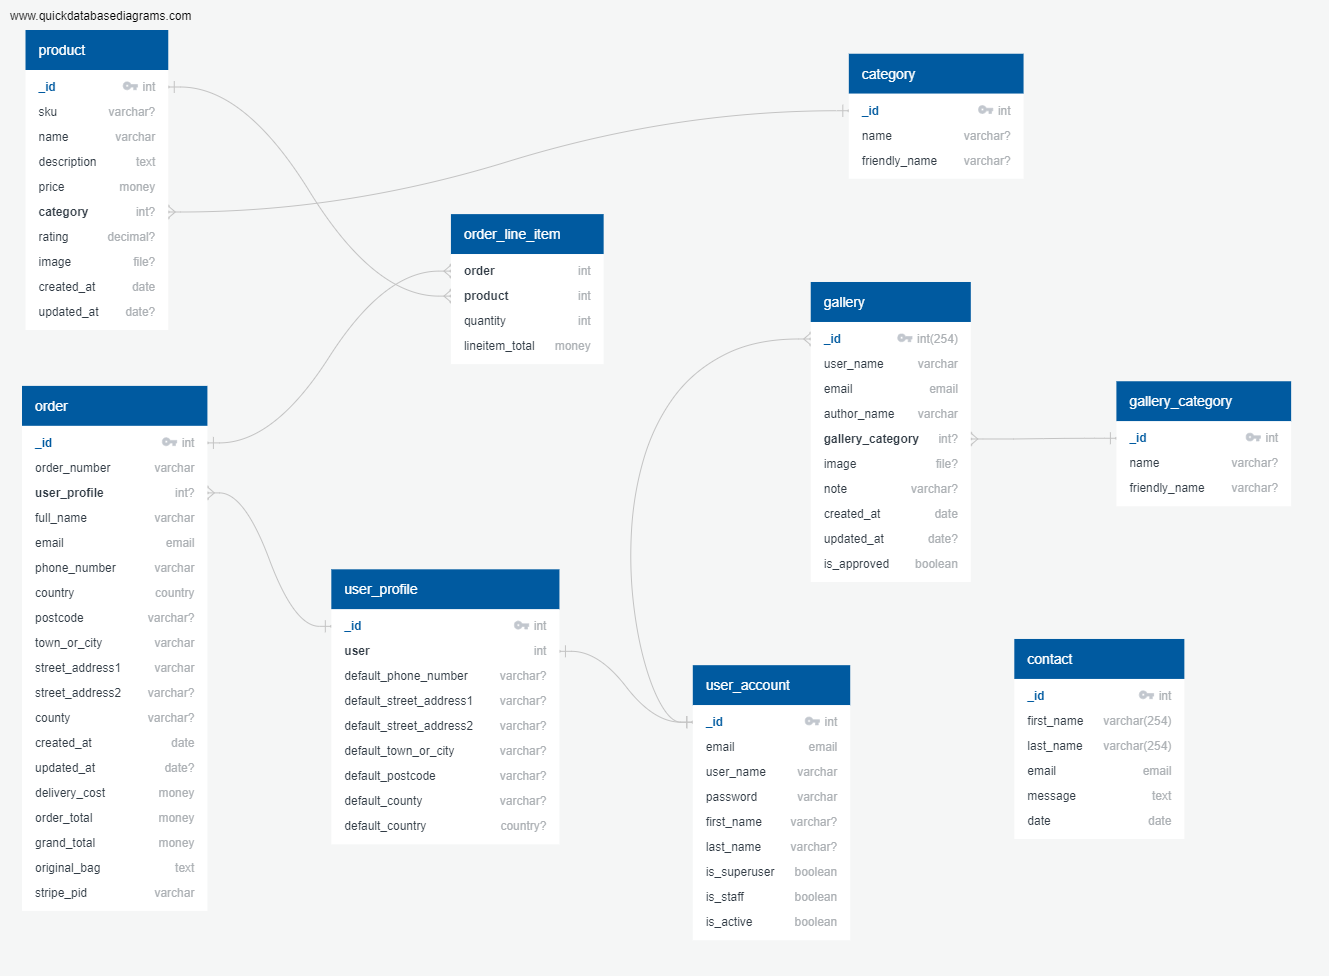 www.quickdatabasediagrams.com
product
_id int
sku varchar?
name varchar
description text
price money
category int?
rating decimal?
image file?
created_at date
updated_at date?
category
_id int
name varchar?
friendly_name varchar?
order_line_item
order int
product int
quantity int
lineitem_total money
gallery
_id int(254)
user_name varchar
email email
author_name varchar
gallery_category int?
image file?
note varchar?
created_at date
updated_at date?
is_approved boolean
gallery_category
_id int
name varchar?
friendly_name varchar?
order
_id int
order_number varchar
user_profile int?
full_name varchar
email email
phone_number varchar
country country
postcode varchar?
town_or_city varchar
street_address1 varchar
street_address2 varchar?
county varchar?
created_at date
updated_at date?
delivery_cost money
order_total money
grand_total money
original_bag text
stripe_pid varchar
user_profile
_id int
user int
default_phone_number varchar?
default_street_address1 varchar?
default_street_address2 varchar?
default_town_or_city varchar?
default_postcode varchar?
default_county varchar?
default_country country?
user_account
_id int
email email
user_name varchar
password varchar
first_name varchar?
last_name varchar?
is_superuser boolean
is_staff boolean
is_active boolean
contact
_id int
first_name varchar(254)
last_name varchar(254)
email email
message text
date date